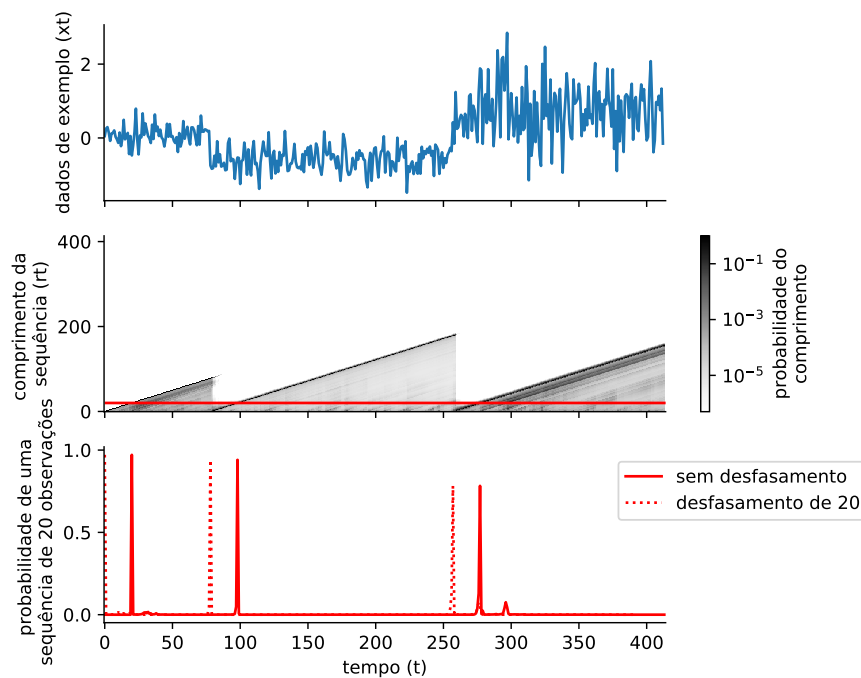 dados de exemplo (xt)
2
0
comprimento da
sequência (rt)
400
200
0
10⁻¹
10⁻³
10⁻⁵
probabilidade do
comprimento
probabilidade de uma
sequência de 20 observações
1.0
0.5
0.0
sem desfasamento
desfasamento de 20
0 50 100 150 200 250 300 350 400
tempo (t)